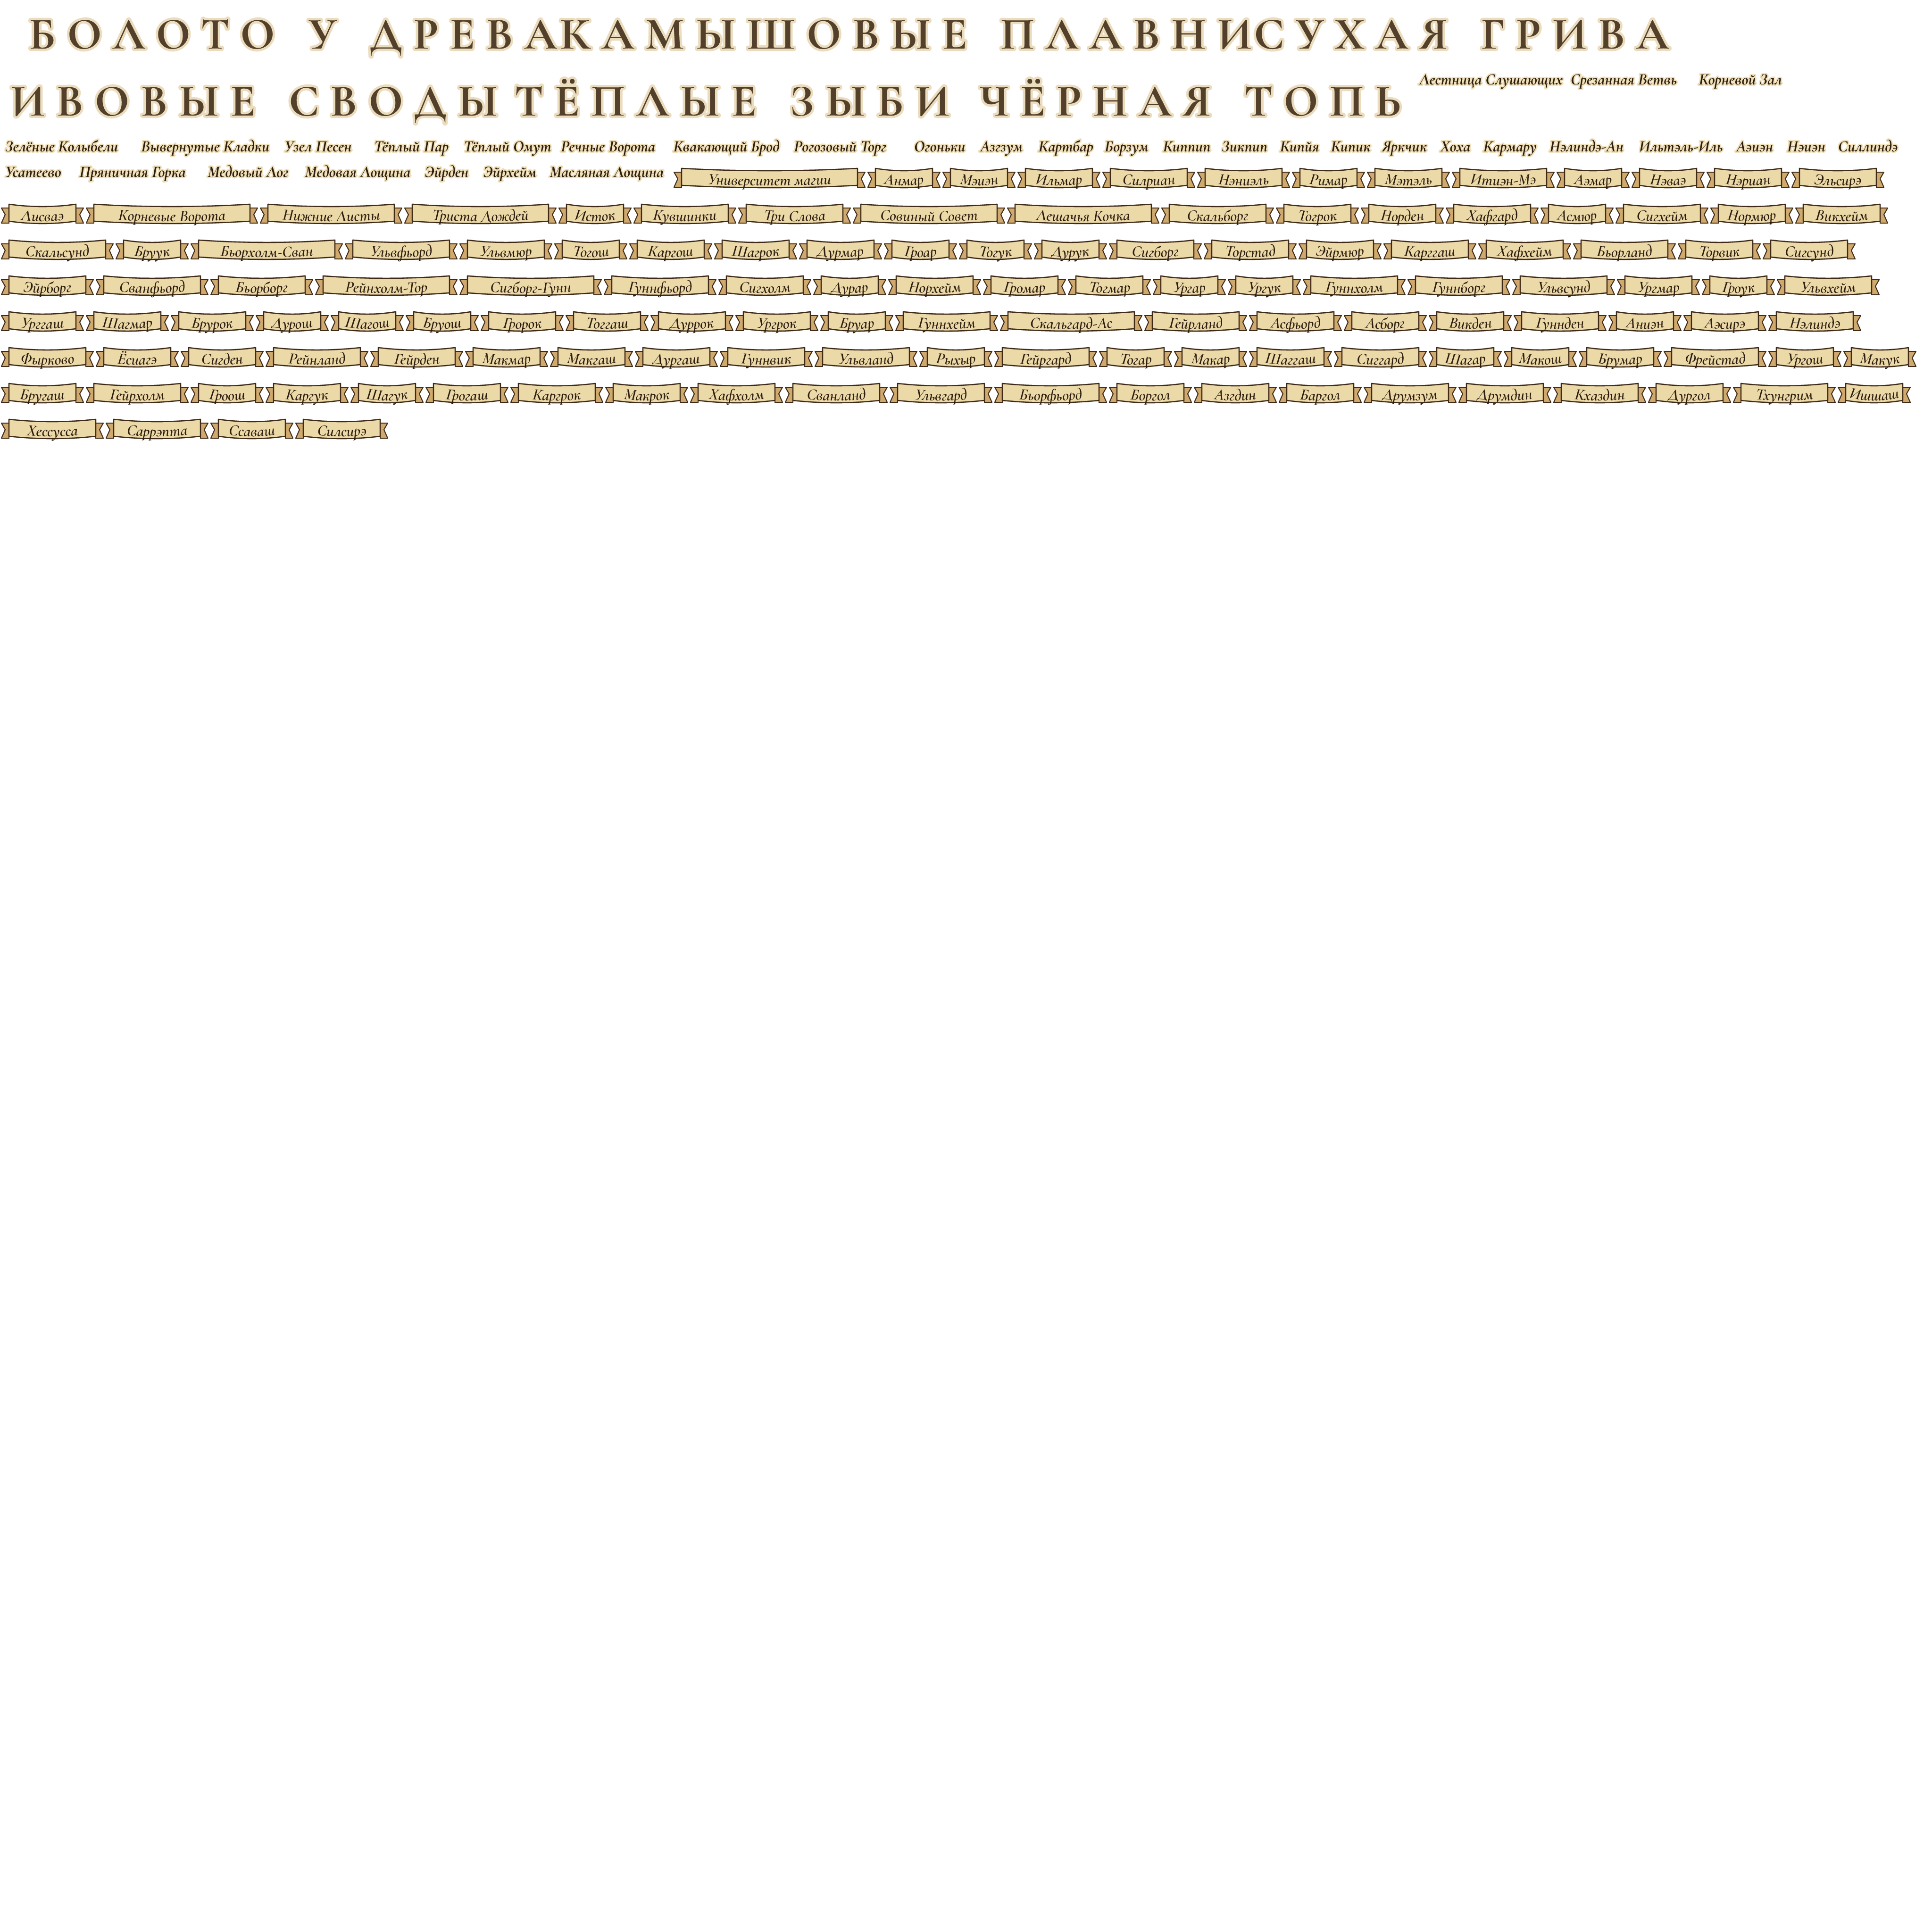 БОЛОТО У ДРЕВА КАМЫШОВЫЕ ПЛАВНИ СУХАЯ ГРИВА
ИВОВЫЕ СВОДЫ ТЁПЛЫЕ ЗЫБИ ЧЁРНАЯ ТОПЬ Лестница Слушающих Срезанная Ветвь Корневой Зал
Зелёные Колыбели Вывернутые Кладки Узел Песен Тёплый Пар Тёплый Омут Речные Ворота Квакающий Брод Рогозовый Торг Огоньки Азгзум Картбар Борзум Киппип Зикпип Кипйя Кипик Яркчик Хоха Кармару Нэлиндэ-Ан Ильтэль-Иль Аэиэн Нэиэн Силлиндэ
Усатеево Пряничная Горка Медовый Лог Медовая Лощина Эйрден Эйрхейм Масляная Лощина Университет магии Анмар Мэиэн Ильмар Силриан Нэниэль Римар Мэтэль Итиэн-Мэ Аэмар Нэваэ Нэриан Эльсирэ
Лисваэ Корневые Ворота Нижние Листы Триста Дождей Исток Кувшинки Три Слова Совиный Совет Лешачья Кочка Скальборг Тогрок Норден Хафгард Асмюр Сигхейм Нормюр Викхейм
Скальсунд Бруук Бьорхолм-Сван Ульвфьорд Ульвмюр Тогош Каргош Шагрок Дурмар Гроар Тогук Дурук Сигборг Торстад Эйрмюр Карггаш Хафхейм Бьорланд Торвик Сигсунд
Эйрборг Сванфьорд Бьорборг Рейнхолм-Тор Сигборг-Гунн Гуннфьорд Сигхолм Дурар Норхейм Громар Тогмар Ургар Ургук Гуннхолм Гуннборг Ульвсунд Ургмар Гроук Ульвхейм
Урггаш Шагмар Брурок Дурош Шагош Бруош Гророк Тоггаш Дуррок Ургрок Бруар Гуннхейм Скальгард-Ас Гейрланд Асфьорд Асборг Викден Гуннден Аниэн Аэсирэ Нэлиндэ
Фырково Ёсиагэ Сигден Рейнланд Гейрден Макмар Макгаш Дургаш Гуннвик Ульвланд Рыхыр Гейргард Тогар Макар Шаггаш Сиггард Шагар Макош Брумар Фрейстад Ургош Макук
Бругаш Гейрхолм Гроош Каргук Шагук Грогаш Каргрок Макрок Хафхолм Сванланд Ульвгард Бьорфьорд Боргол Азгдин Баргол Друмзум Друмдин Кхаздин Дургол Тхунгрим Ишшаш
Хессусса Саррэпта Ссаваш Силсирэ